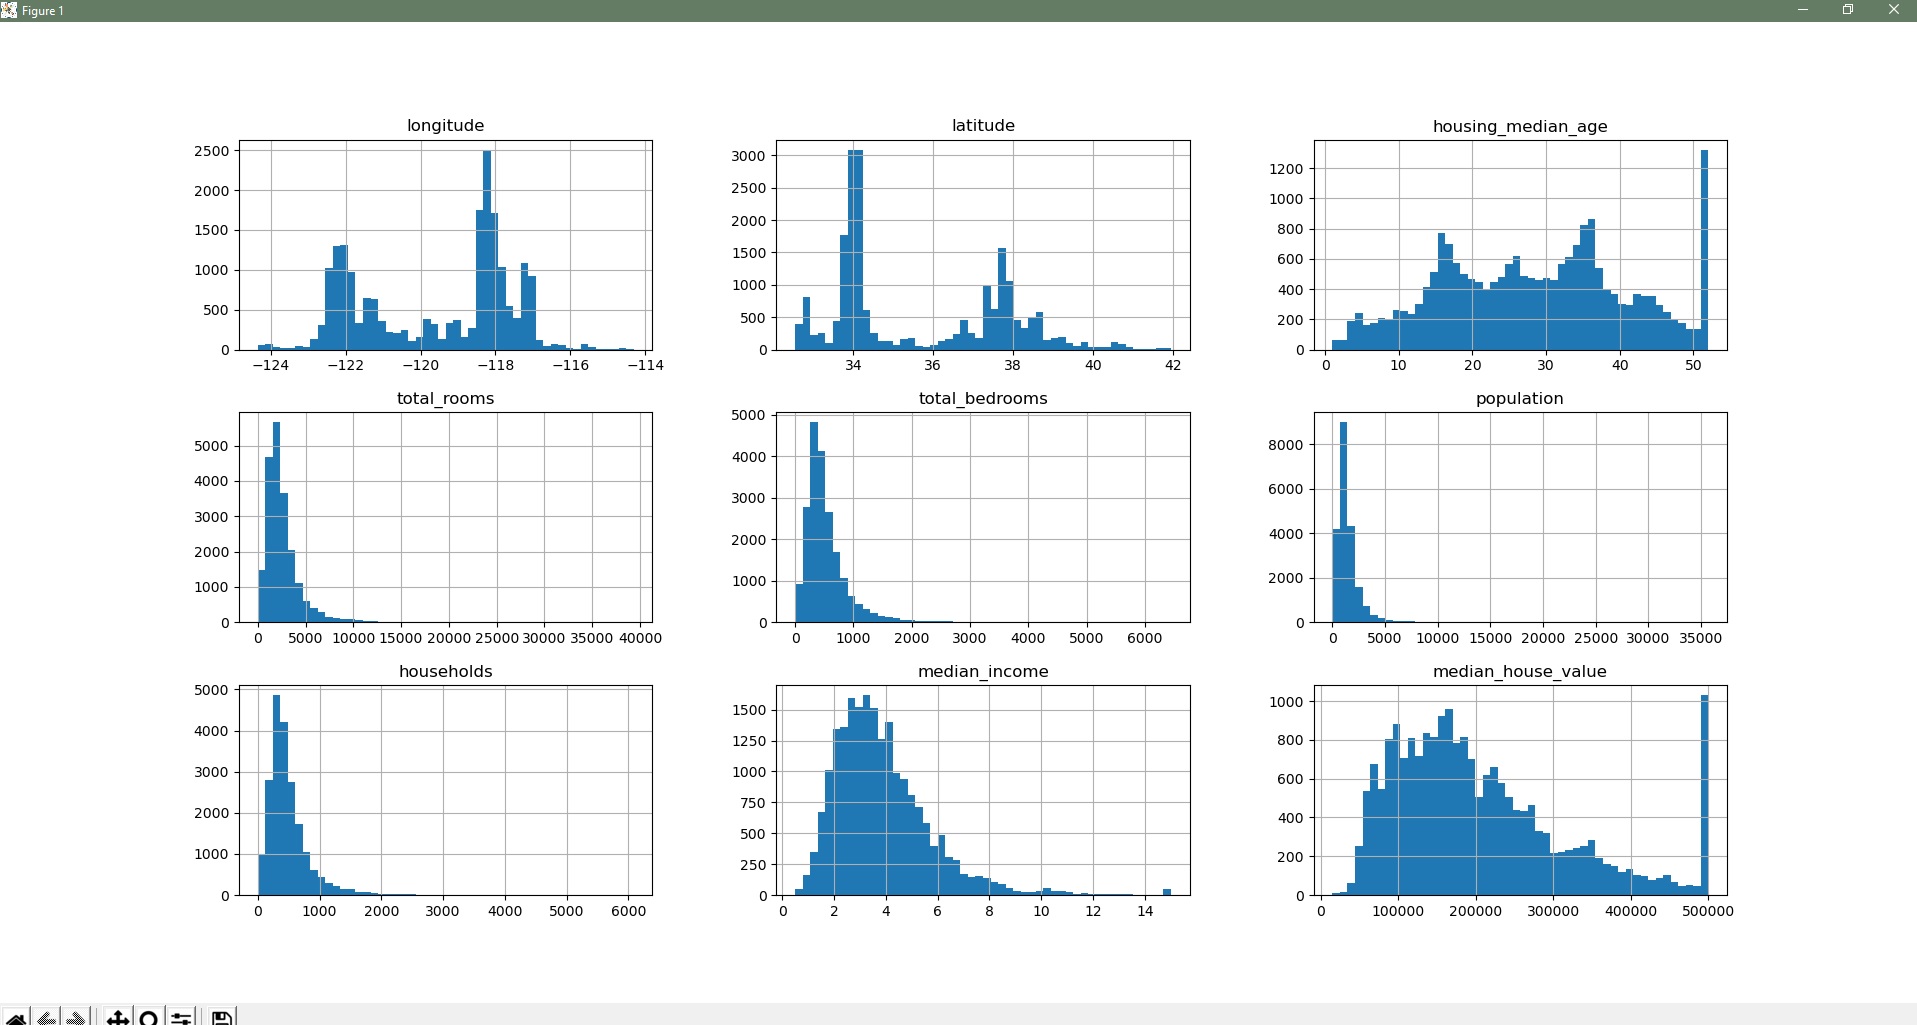 Figure 1
longitude
2500
2000
1500
1000
500
0
−124 −122 −120 −118 −116 −114
latitude
3000
2500
2000
1500
1000
500
0
34 36 38 40 42
housing_median_age
1200
1000
800
600
400
200
0
0 10 20 30 40 50
total_rooms
5000
4000
3000
2000
1000
0
0 5000 10000 15000 20000 25000 30000 35000 40000
total_bedrooms
5000
4000
3000
2000
1000
0
0 1000 2000 3000 4000 5000 6000
population
8000
6000
4000
2000
0
0 5000 10000 15000 20000 25000 30000 35000
households
5000
4000
3000
2000
1000
0
0 1000 2000 3000 4000 5000 6000
median_income
1500
1250
1000
750
500
250
0
0 2 4 6 8 10 12 14
median_house_value
1000
800
600
400
200
0
0 100000 200000 300000 400000 500000